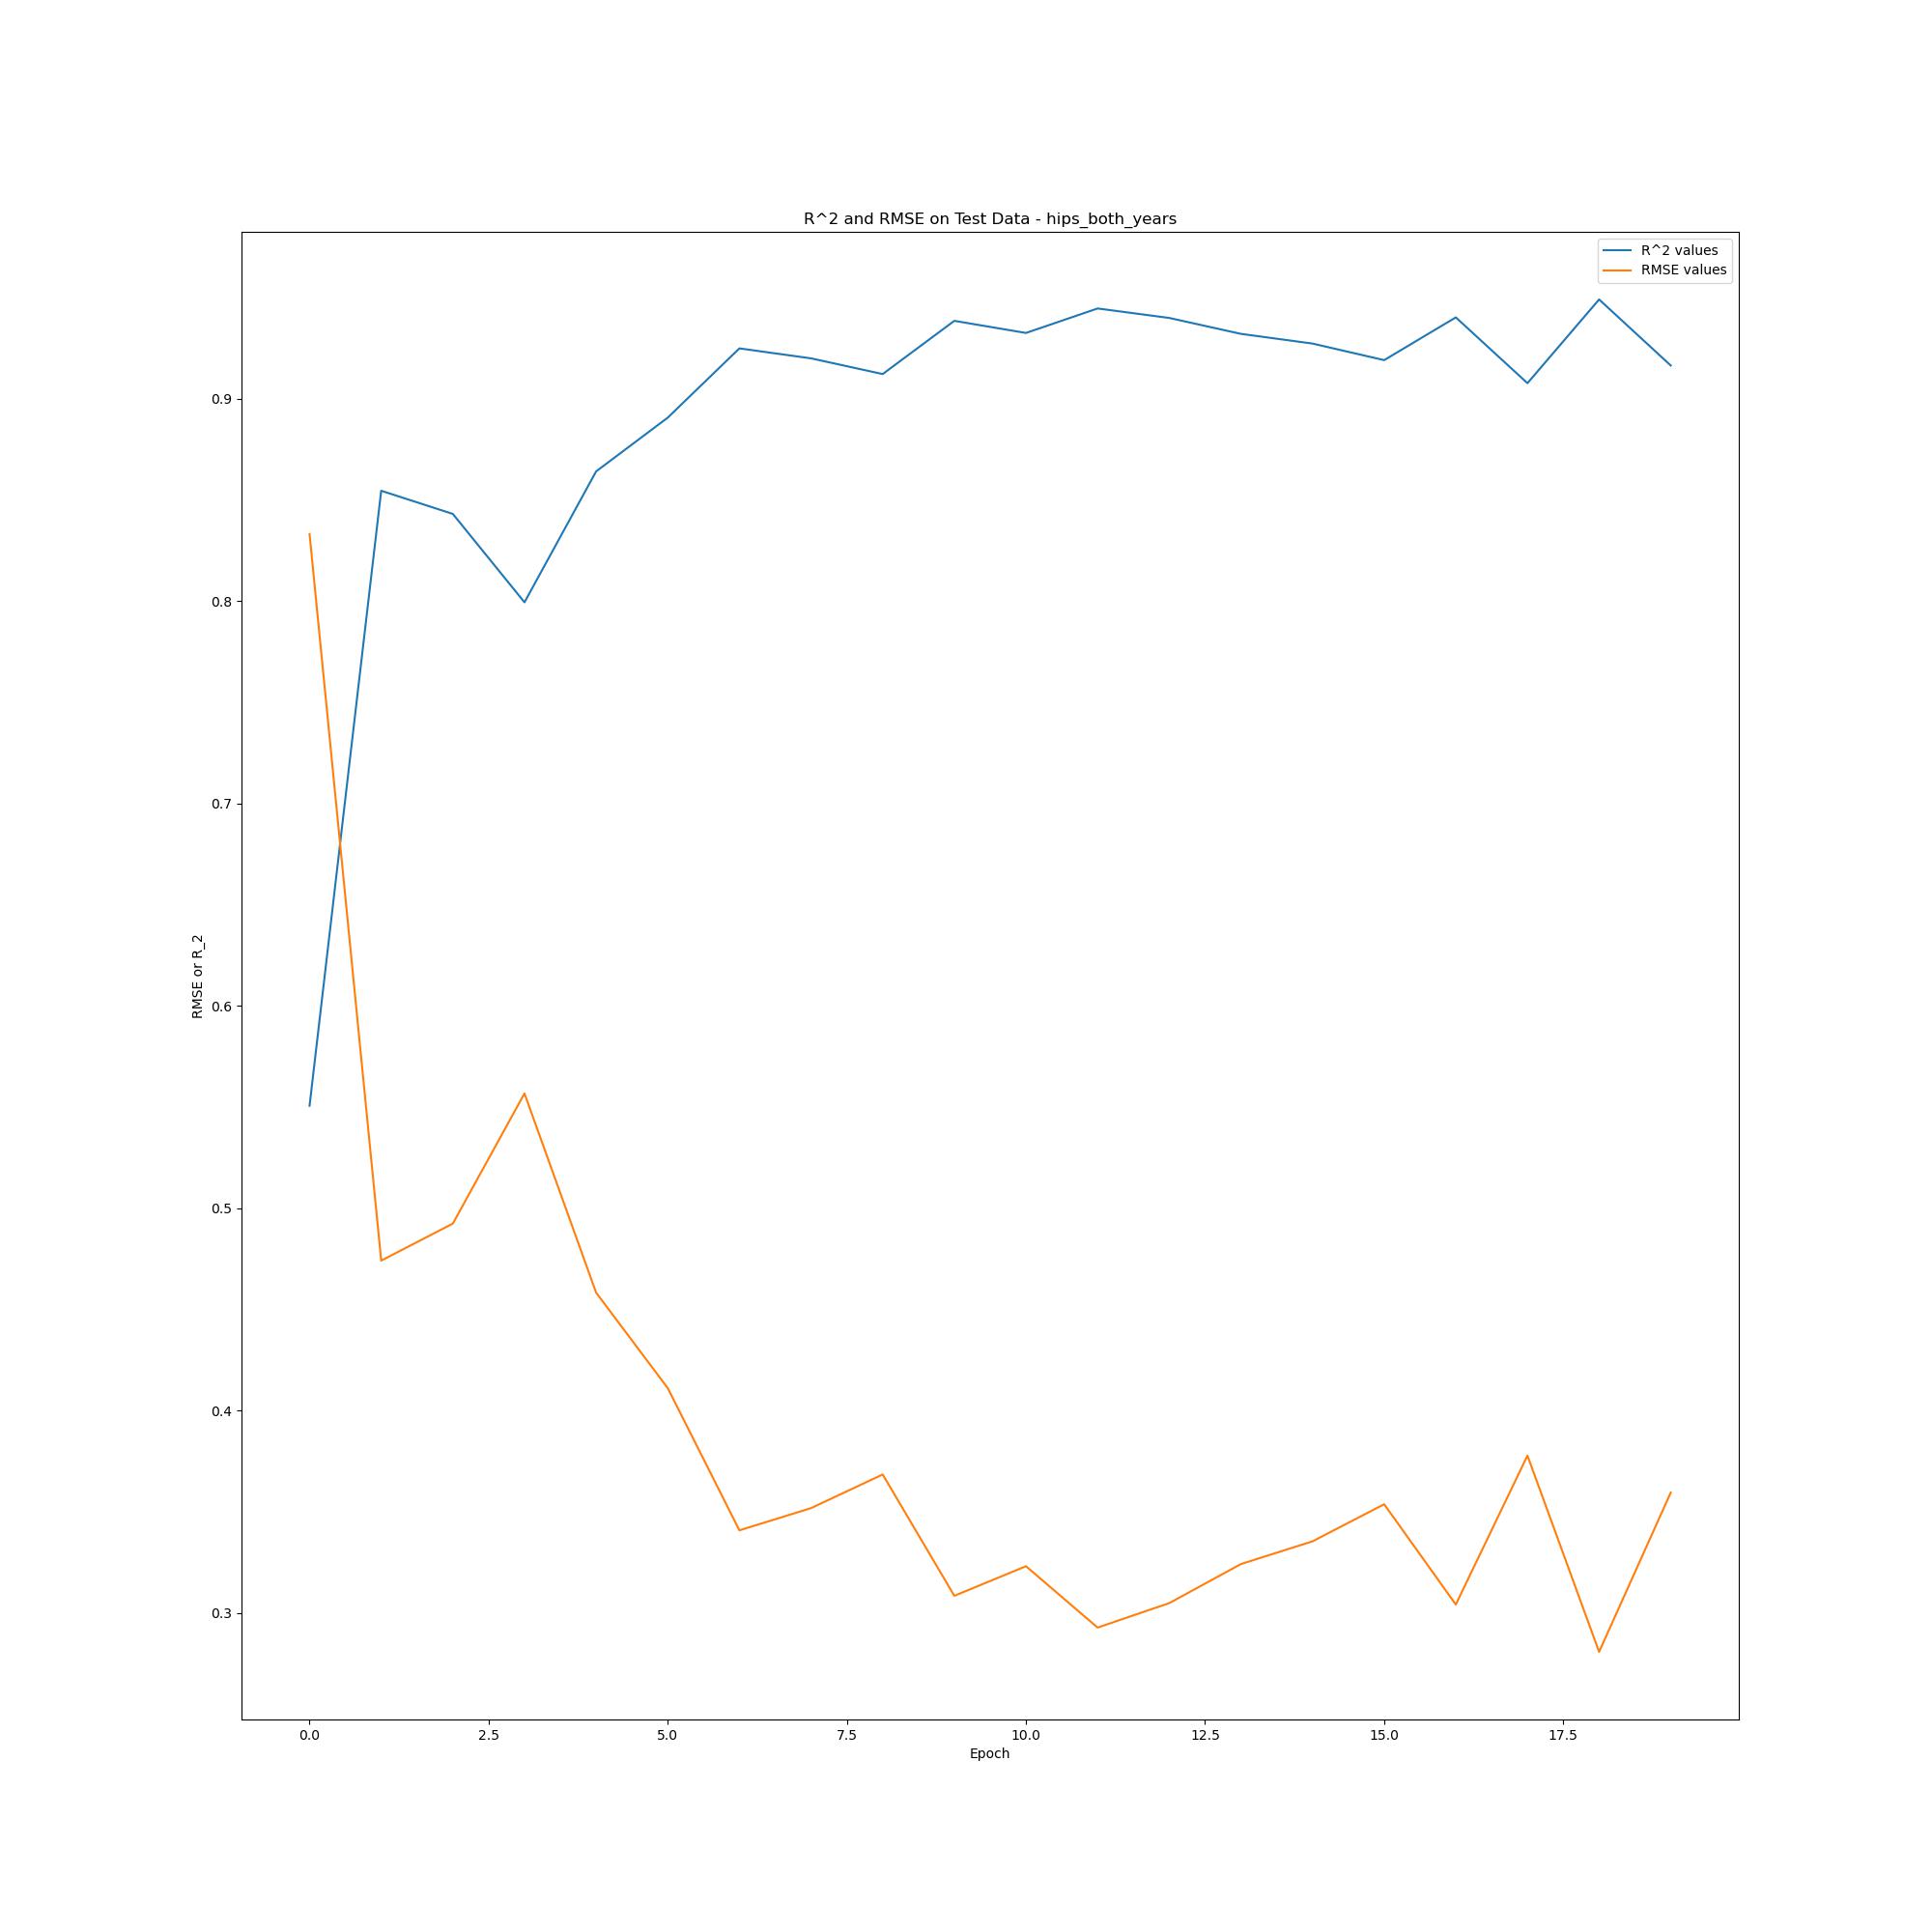 R^2 and RMSE on Test Data - hips_both_years
R^2 values
RMSE values
0.9
0.8
0.7
0.6
0.5
0.4
0.3
RMSE or R_2
0.0 2.5 5.0 7.5 10.0 12.5 15.0 17.5
Epoch